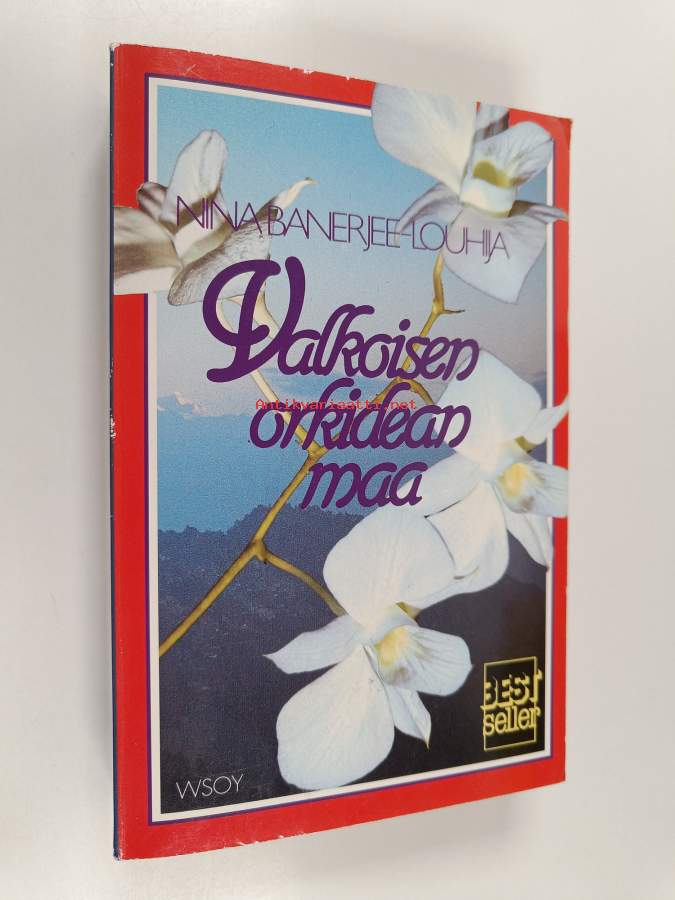 NINA BANERJEE-LOUHIJA
Valkoisen
Antikvariaatti.net
orkidean
maa
BEST
seller
WSOY